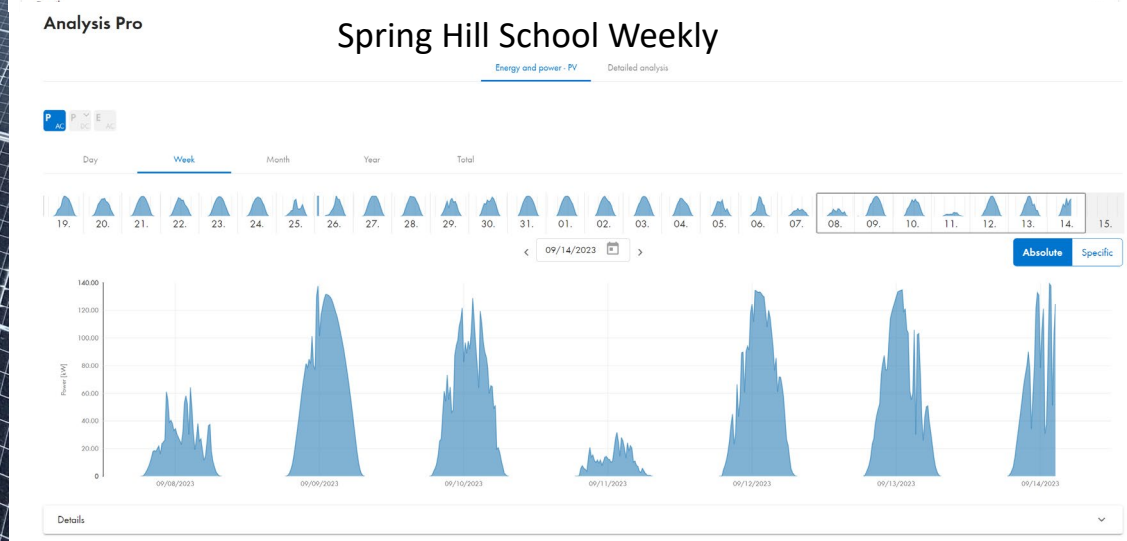 Analysis Pro
Spring Hill School Weekly
Energy and power - PV Detailed analysis
P AC P DC E AC
Day Week Month Year Total
19. 20. 21. 22. 23. 24. 25. 26. 27. 28. 29. 30. 31. 01. 02. 03. 04. 05. 06. 07. 08. 09. 10. 11. 12. 13. 14. 15.
09/14/2023
Absolute Specific
140.00
120.00
100.00
80.00
60.00
40.00
20.00
0
Power [kW]
09/08/2023 09/09/2023 09/10/2023 09/11/2023 09/12/2023 09/13/2023 09/14/2023
Details